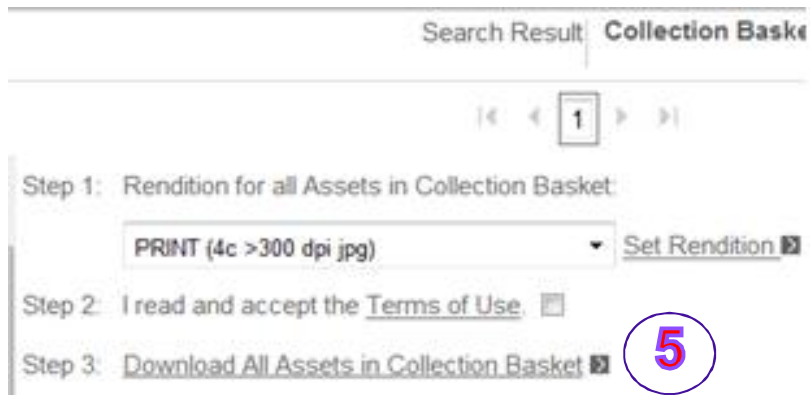 Search Result Collection Baske
1
Step 1: Rendition for all Assets in Collection Basket:
PRINT (4c >300 dpi jpg) Set Rendition
Step 2: I read and accept the Terms of Use.
Step 3: Download All Assets in Collection Basket 5